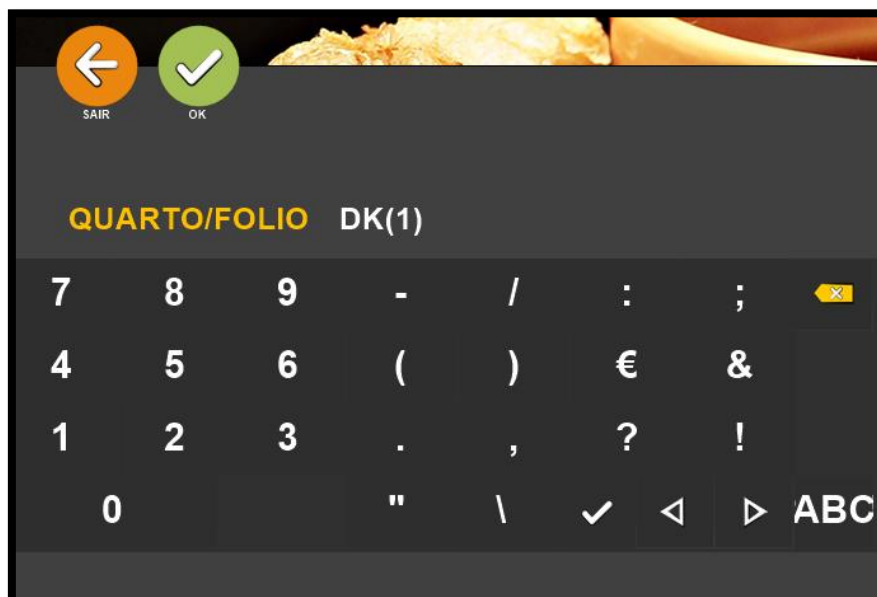 SAIR OK
QUARTO/FOLIO DK(1)
7 8 9 - / : ;
4 5 6 ( ) € &
1 2 3 . , ? !
0 " \ ABC